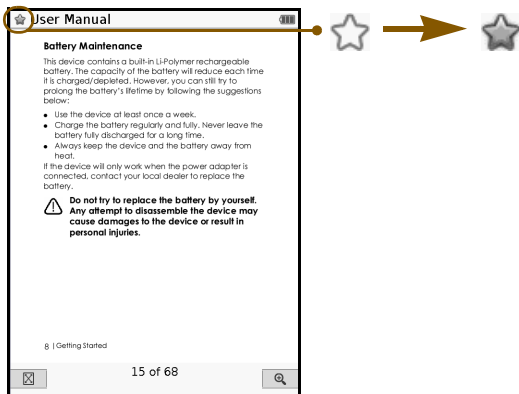 User Manual
Battery Maintenance
This device contains a built-in Li-Polymer rechargeable
battery. The capacity of the battery will reduce each time
it is charged/depleted. However, you can still try to
prolong the battery's lifetime by following the suggestions
below:
● Use the device at least once a week.
● Charge the battery regularly and fully. Never leave the
battery fully discharged for a long time.
● Always keep the device and the battery away from
heat.
If the device will only work when the power adapter is
connected, contact your local dealer to replace the
battery.
Do not try to replace the battery by yourself.
Any attempt to disassemble the device may
cause damages to the device or result in
personal injuries.
8 | Getting Started
15 of 68